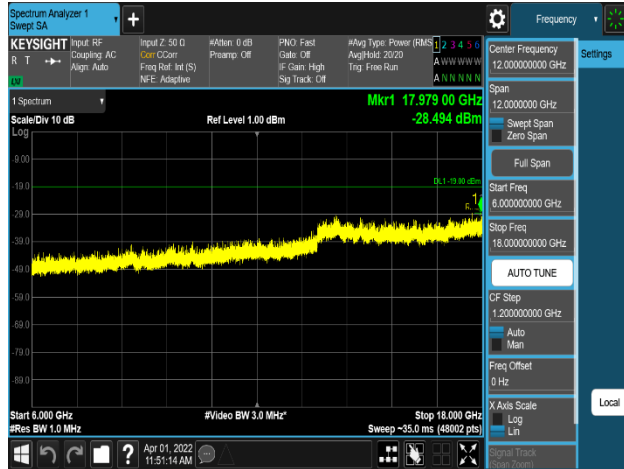 Spectrum Analyzer 1
Swept SA
+
Frequency
Settings
KEYSIGHT
R T
LXI
Input: RF
Coupling: AC
Align: Auto
Input Z: 50 Ω
Corr CCorr
Freq Ref: Int (S)
NFE: Adaptive
#Atten: 0 dB
Preamp: Off
PNO: Fast
Gate: Off
IF Gain: High
Sig Track: Off
#Avg Type: Power (RMS
Avg|Hold: 20/20
Trig: Free Run
1 2 3 4 5 6
A W W W W W
A N N N N N
1 Spectrum
Scale/Div 10 dB
Log
Ref Level 1.00 dBm
Mkr1 17.979 00 GHz
-28.494 dBm
-9.00
-19.0
-29.0
-39.0
-49.0
-59.0
-69.0
-79.0
-89.0
DL1 -19.00 dBm
1
Start 6.000 GHz
#Res BW 1.0 MHz
#Video BW 3.0 MHz*
Stop 18.000 GHz
Sweep ~35.0 ms (48002 pts)
Center Frequency
12.000000000 GHz
Span
12.0000000 GHz
Swept Span
Zero Span
Full Span
Start Freq
6.000000000 GHz
Stop Freq
18.000000000 GHz
AUTO TUNE
CF Step
1.200000000 GHz
Auto
Man
Freq Offset
0 Hz
X Axis Scale
Log
Lin
Signal Track
(Span Zoom)
Local
?
Apr 01, 2022
11:51:14 AM